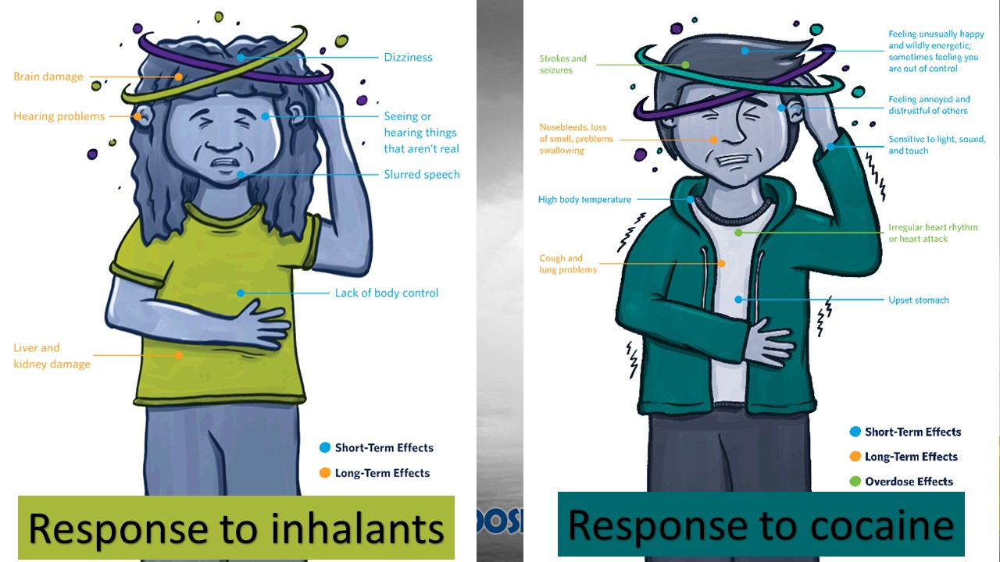 Dizziness
Brain damage
Hearing problems
Seeing or
hearing things
that aren't real
Slurred speech
Lack of body control
Liver and
kidney damage
Short-Term Effects
Long-Term Effects
Response to inhalants
Feeling unusually happy
and wildly energetic;
sometimes feeling you
are out of control
Strokes and
seizures
Feeling annoyed and
distrustful of others
Nosebleeds, loss
of smell, problems
swallowing
Sensitive to light, sound,
and touch
High body temperature
Irregular heart rhythm
or heart attack
Cough and
lung problems
Upset stomach
Short-Term Effects
Long-Term Effects
Overdose Effects
Response to cocaine